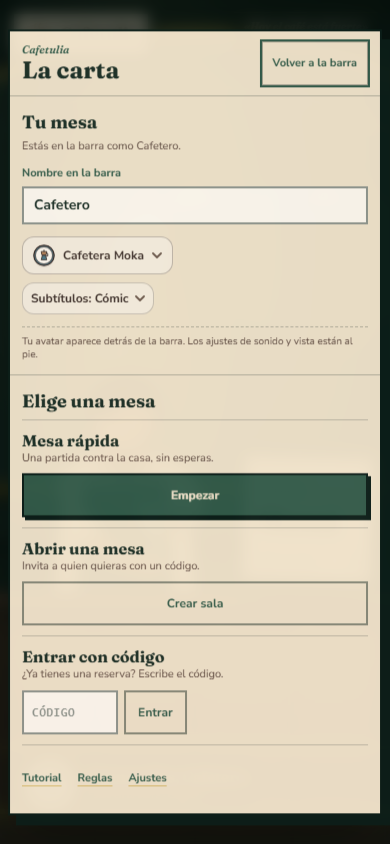 Cafetulia
La carta
Volver a la barra
Tu mesa
Estás en la barra como Cafetero.
Nombre en la barra
Cafetero
Cafetera Moka
Subtítulos: Cómic
Tu avatar aparece detrás de la barra. Los ajustes de sonido y vista están al
pie.
Elige una mesa
Mesa rápida
Una partida contra la casa, sin esperas.
Empezar
Abrir una mesa
Invita a quien quieras con un código.
Crear sala
Entrar con código
¿Ya tienes una reserva? Escribe el código.
CÓDIGO
Entrar
Tutorial
Reglas
Ajustes